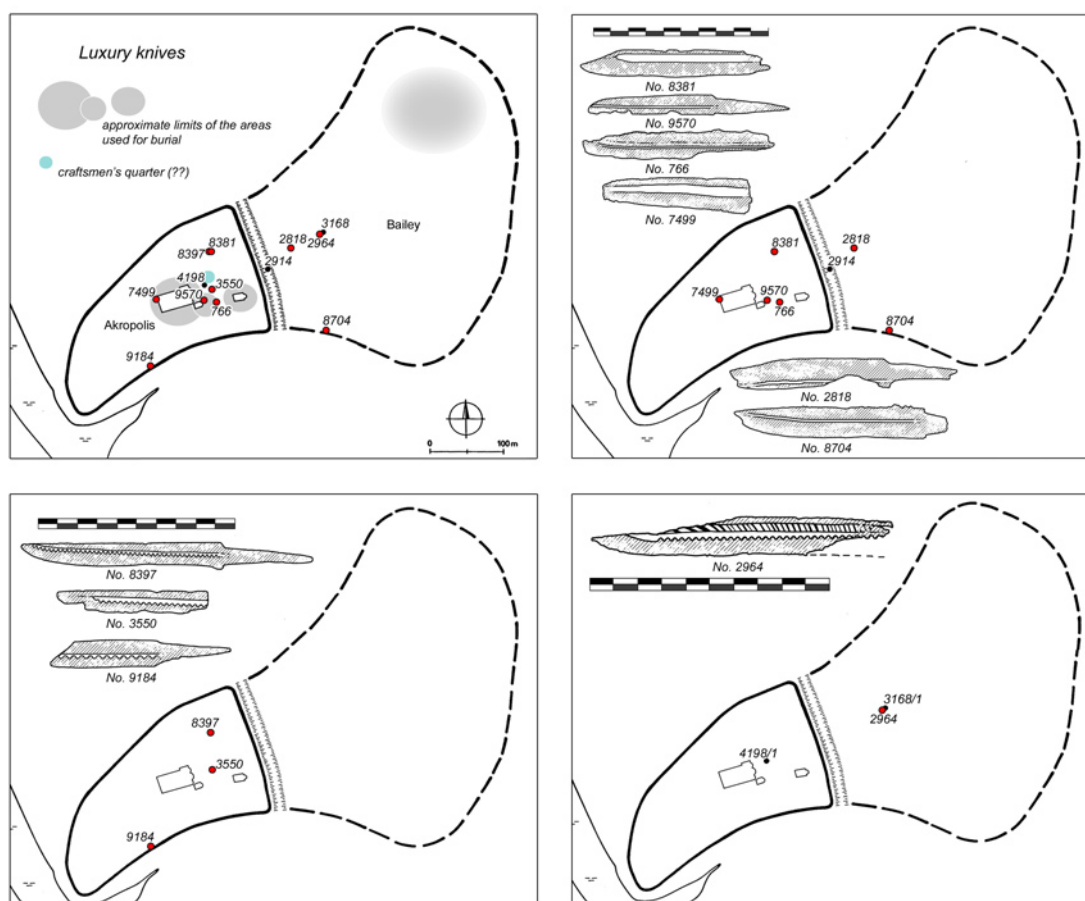 Luxury knives
approximate limits of the areas
used for burial
craftsmen's quarter (??)
3168
8381
2818
2964
8397
Bailey
2914
4198
3550
7499
9570
766
Akropolis
8704
9184
0
100 m
No. 8381
No. 9570
No. 766
No. 7499
8381
2818
2914
7499
9570
766
8704
No. 2818
No. 8704
No. 8397
No. 3550
No. 9184
8397
3550
9184
No. 2964
3168/1
2964
4198/1